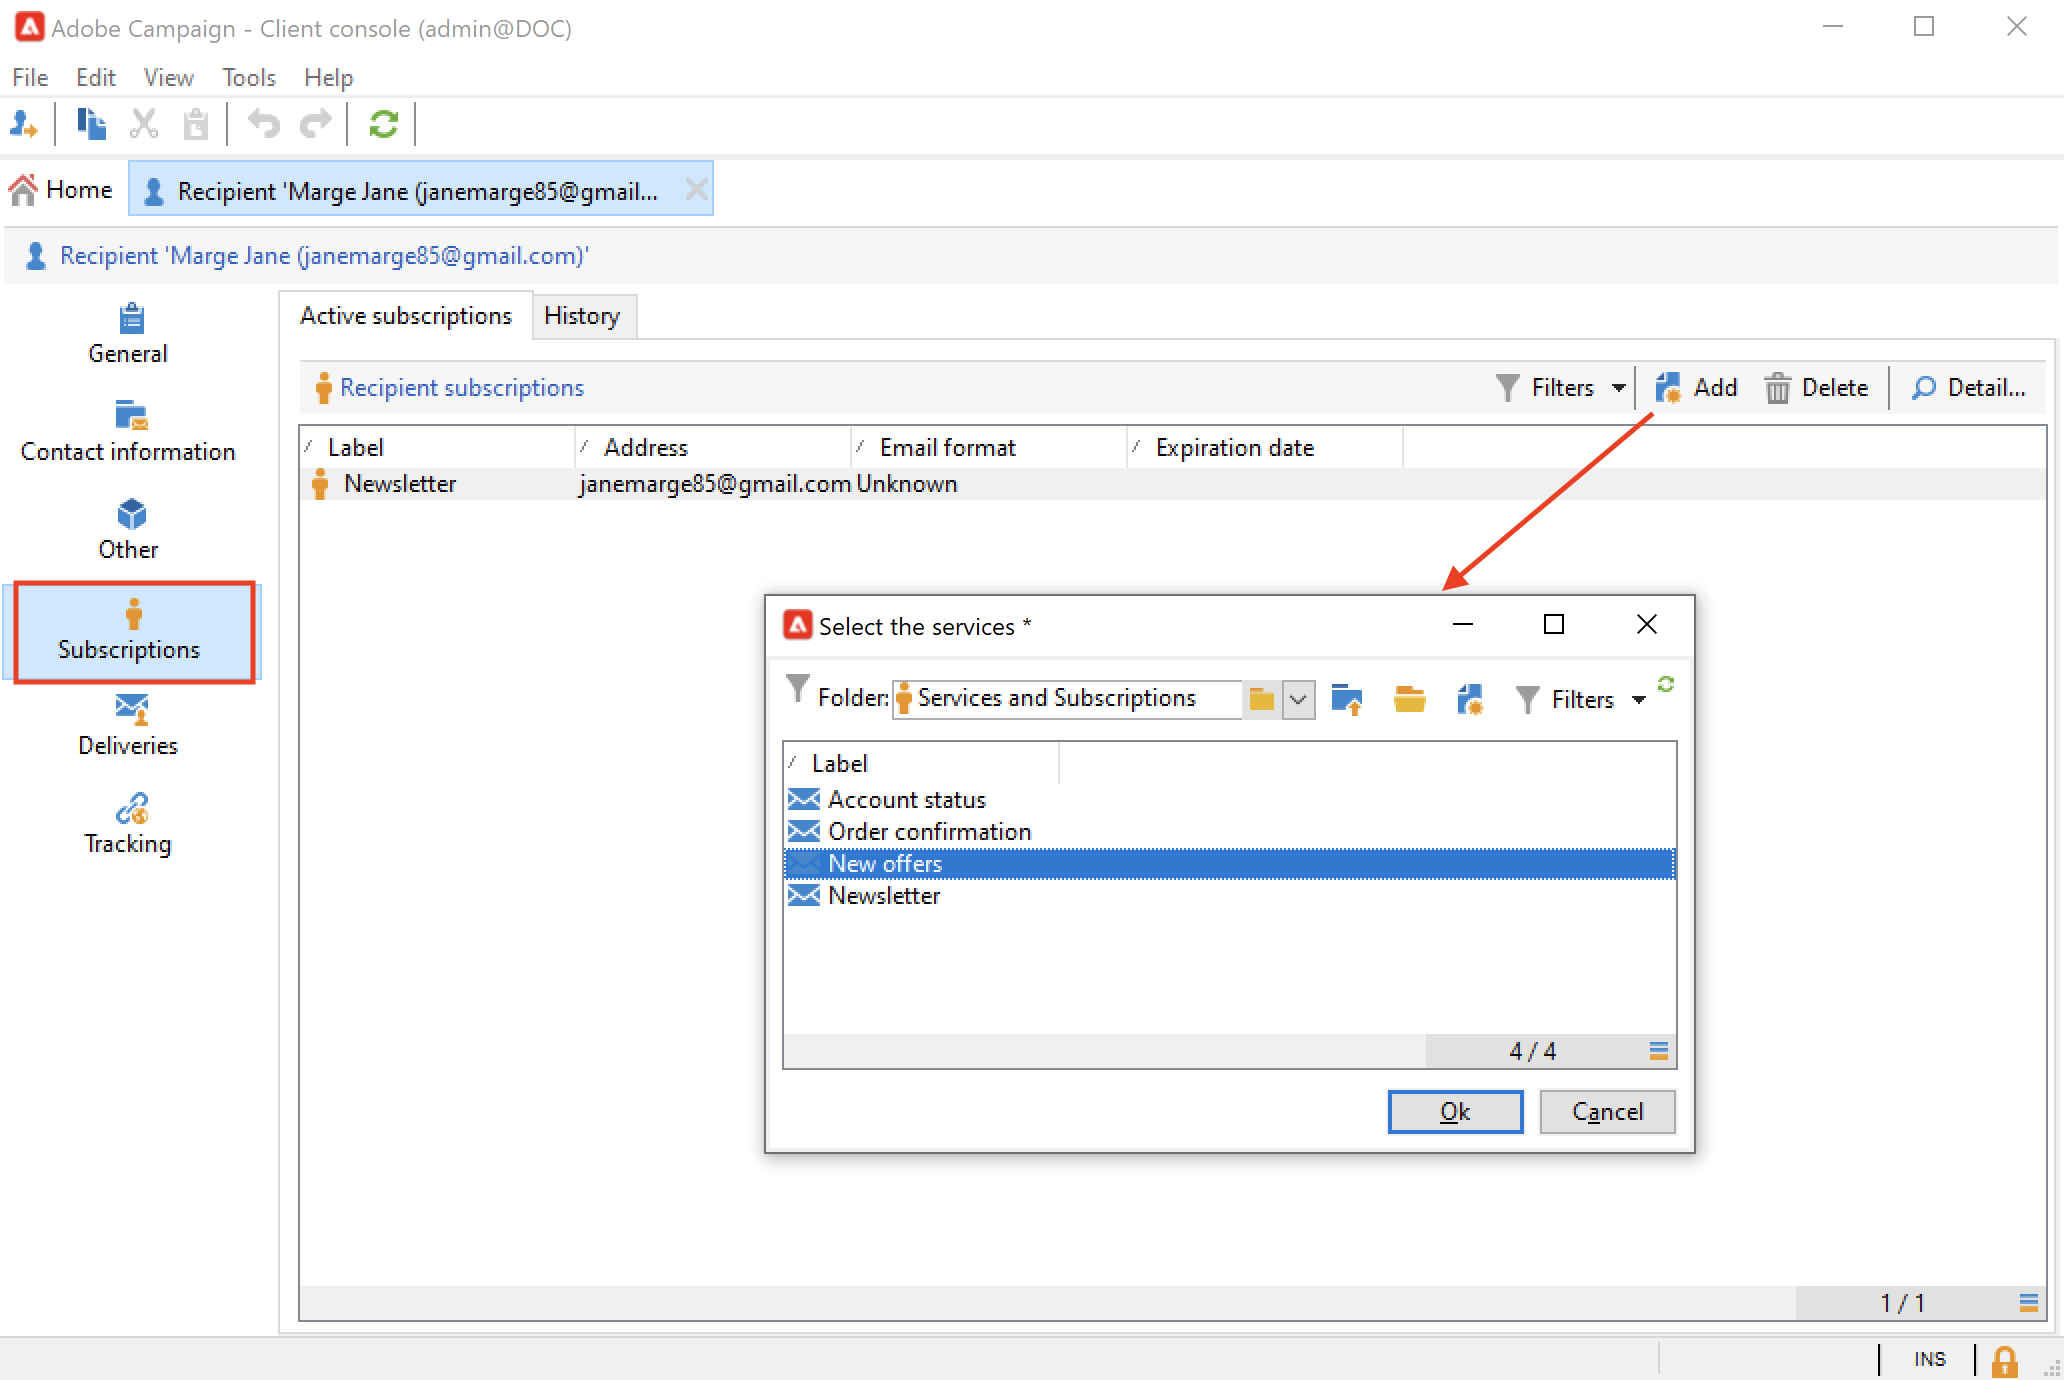 Adobe Campaign - Client console (admin@DOC)
File Edit View Tools Help
Home Recipient 'Marge Jane (janemarge85@gmail...
Recipient 'Marge Jane (janemarge85@gmail.com)'
General
Contact information
Other
Subscriptions
Deliveries
Tracking
Active subscriptions History
Recipient subscriptions Filters Add Delete Detail...
Label Address Email format Expiration date
Newsletter janemarge85@gmail.com Unknown
Select the services *
Folder: Services and Subscriptions Filters
Label
Account status
Order confirmation
New offers
Newsletter
4 / 4
Ok Cancel
1 / 1
INS